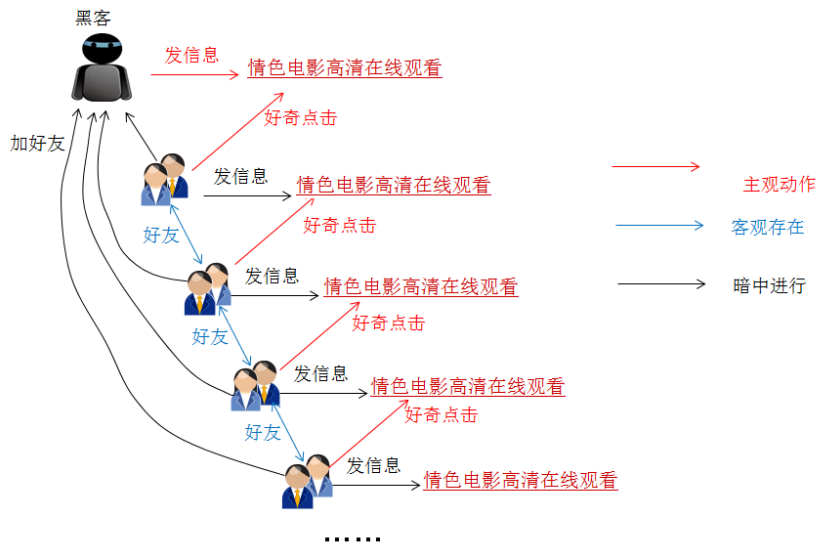 黑客
发信息
情色电影高清在线观看
好奇点击
加好友
发信息
情色电影高清在线观看
主观动作
好友
好奇点击
客观存在
发信息
情色电影高清在线观看
暗中进行
好友
好奇点击
发信息
情色电影高清在线观看
好奇点击
好友
发信息
情色电影高清在线观看
……